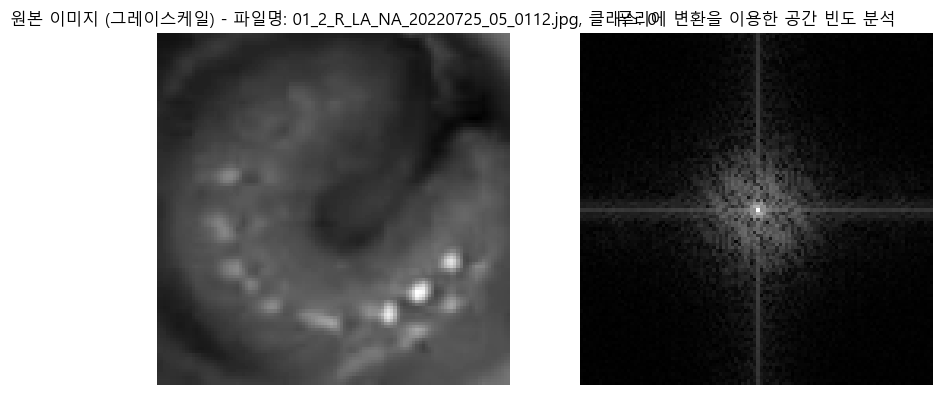 원본 이미지 (그레이스케일) - 파일명: 01_2_R_LA_NA_20220725_05_0112.jpg, 클래스: 0
푸리에 변환을 이용한 공간 빈도 분석